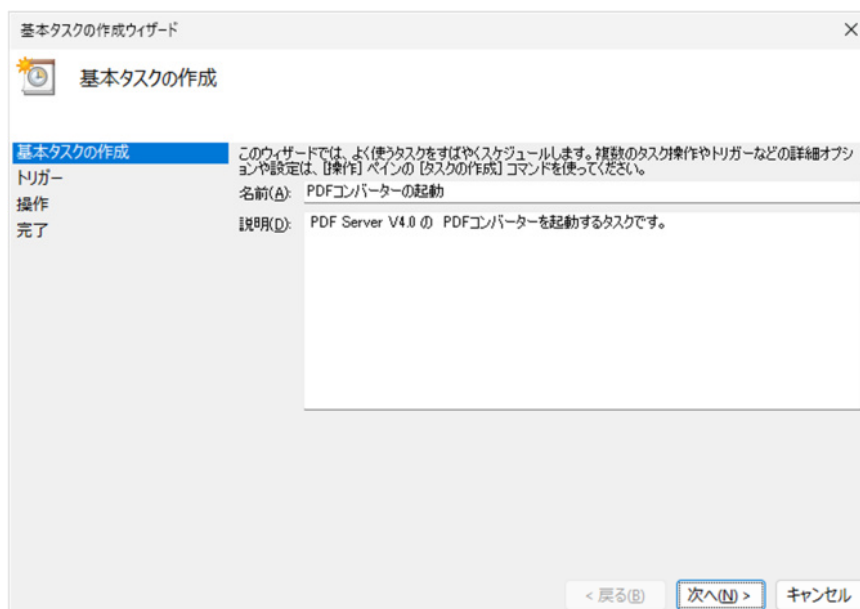 基本タスクの作成ウィザード
基本タスクの作成
基本タスクの作成
トリガー
操作
完了
このウィザードでは、よく使うタスクをすばやくスケジュールします。複数のタスク操作やトリガーなどの詳細オプシ
ョンや設定は、[操作] ペインの [タスクの作成] コマンドを使ってください。
名前(A): PDFコンバーターの起動
説明(D): PDF Server V4.0 の PDFコンバーターを起動するタスクです。
< 戻る(B) 次へ(N) > キャンセル